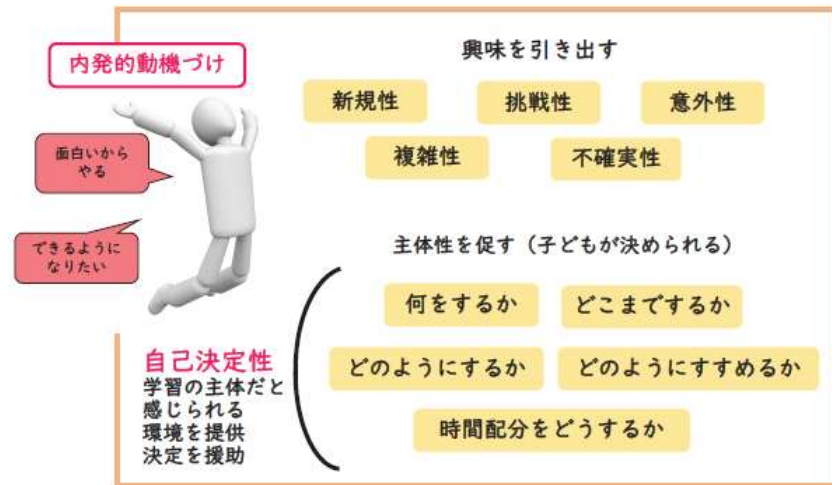 内発的動機づけ
面白いから
やる
できるように
なりたい
興味を引き出す
新規性
挑戦性
意外性
複雑性
不確実性
主体性を促す（子どもが決められる）
何をするか
どこまでするか
どのようにするか
どのようにすすめるか
時間配分をどうするか
自己決定性
学習の主体だと
感じられる
環境を提供
決定を援助